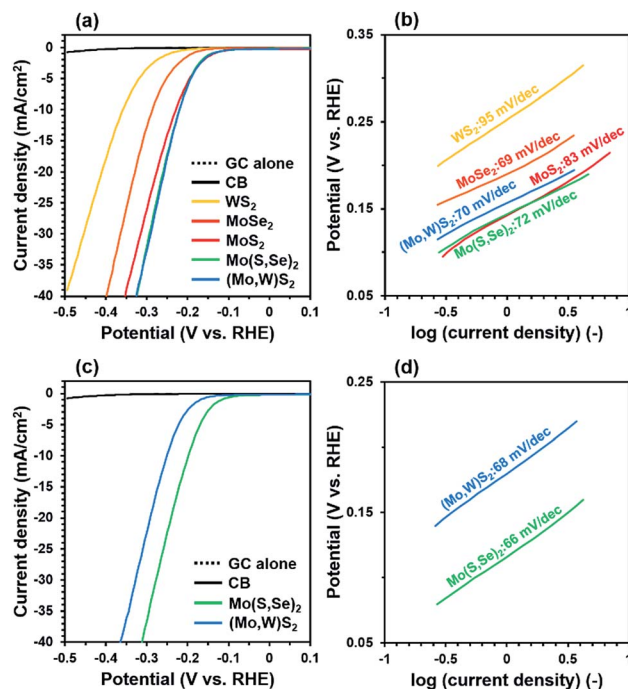 (a)
0
-5
-10
-15
-20
-25
-30
-35
-40
Current density (mA/cm²)
-0.5 -0.4 -0.3 -0.2 -0.1 0 0.1
Potential (V vs. RHE)
GC alone
CB
WS₂
MoSe₂
MoS₂
Mo(S,Se)₂
(Mo,W)S₂
(b)
0.35
0.25
0.15
0.05
Potential (V vs. RHE)
-1 -0.5 0 0.5 1
log (current density) (-)
WS₂:95 mV/dec
MoSe₂:69 mV/dec
MoS₂:83 mV/dec
(Mo,W)S₂:70 mV/dec
Mo(S,Se)₂:72 mV/dec
(c)
0
-5
-10
-15
-20
-25
-30
-35
-40
Current density (mA/cm²)
-0.5 -0.4 -0.3 -0.2 -0.1 0 0.1
Potential (V vs. RHE)
GC alone
CB
Mo(S,Se)₂
(Mo,W)S₂
(d)
0.25
0.15
0.05
Potential (V vs. RHE)
-1 -0.5 0 0.5 1
log (current density) (-)
(Mo,W)S₂:68 mV/dec
Mo(S,Se)₂:66 mV/dec